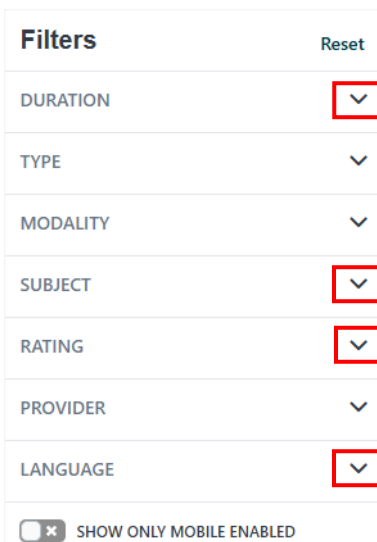 Filters
Reset
DURATION
TYPE
MODALITY
SUBJECT
RATING
PROVIDER
LANGUAGE
SHOW ONLY MOBILE ENABLED